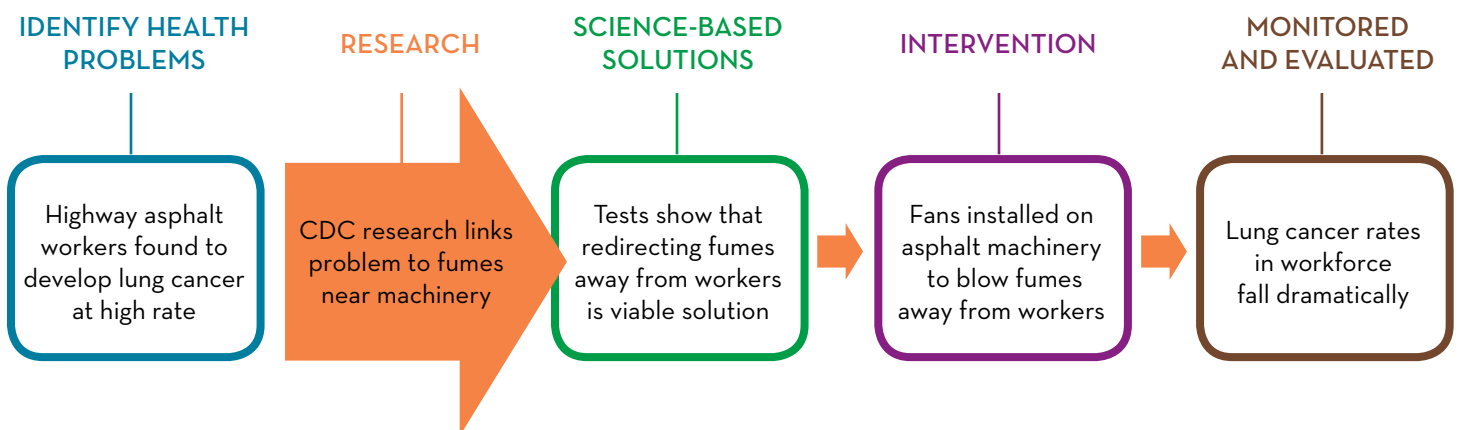 IDENTIFY HEALTH
PROBLEMS
RESEARCH
SCIENCE-BASED
SOLUTIONS
INTERVENTION
MONITORED
AND EVALUATED
Highway asphalt
workers found to
develop lung cancer
at high rate
CDC research links
problem to fumes
near machinery
Tests show that
redirecting fumes
away from workers
is viable solution
Fans installed on
asphalt machinery
to blow fumes
away from workers
Lung cancer rates
in workforce
fall dramatically